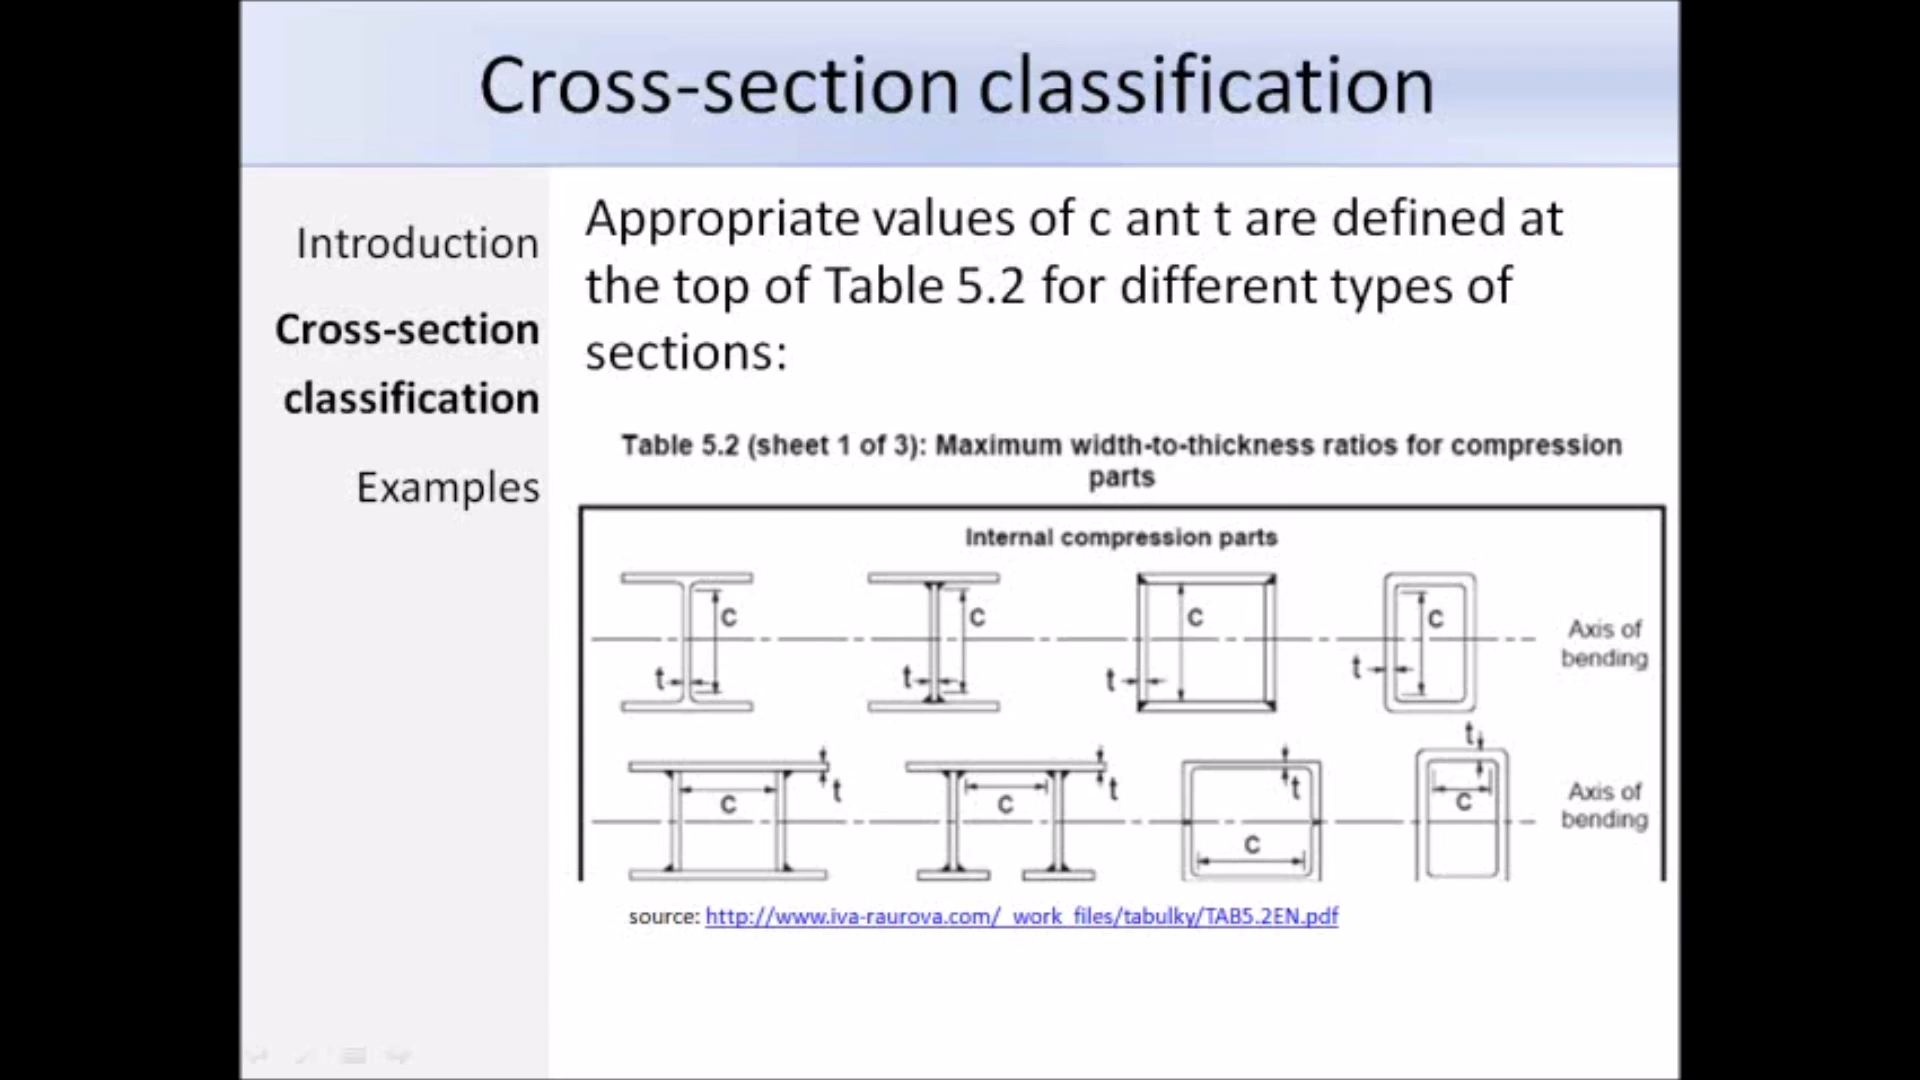 Cross-section classification
Introduction
Cross-section
classification
Examples
Appropriate values of c ant t are defined at
the top of Table 5.2 for different types of
sections:
Table 5.2 (sheet 1 of 3): Maximum width-to-thickness ratios for compression
parts
Internal compression parts
c
c
c
c
t
t
t
t
Axis of
bending
t
t
t
t
c
c
c
c
Axis of
bending
source: http://www.iva-raurova.com/_work_files/tabulky/TAB5.2EN.pdf